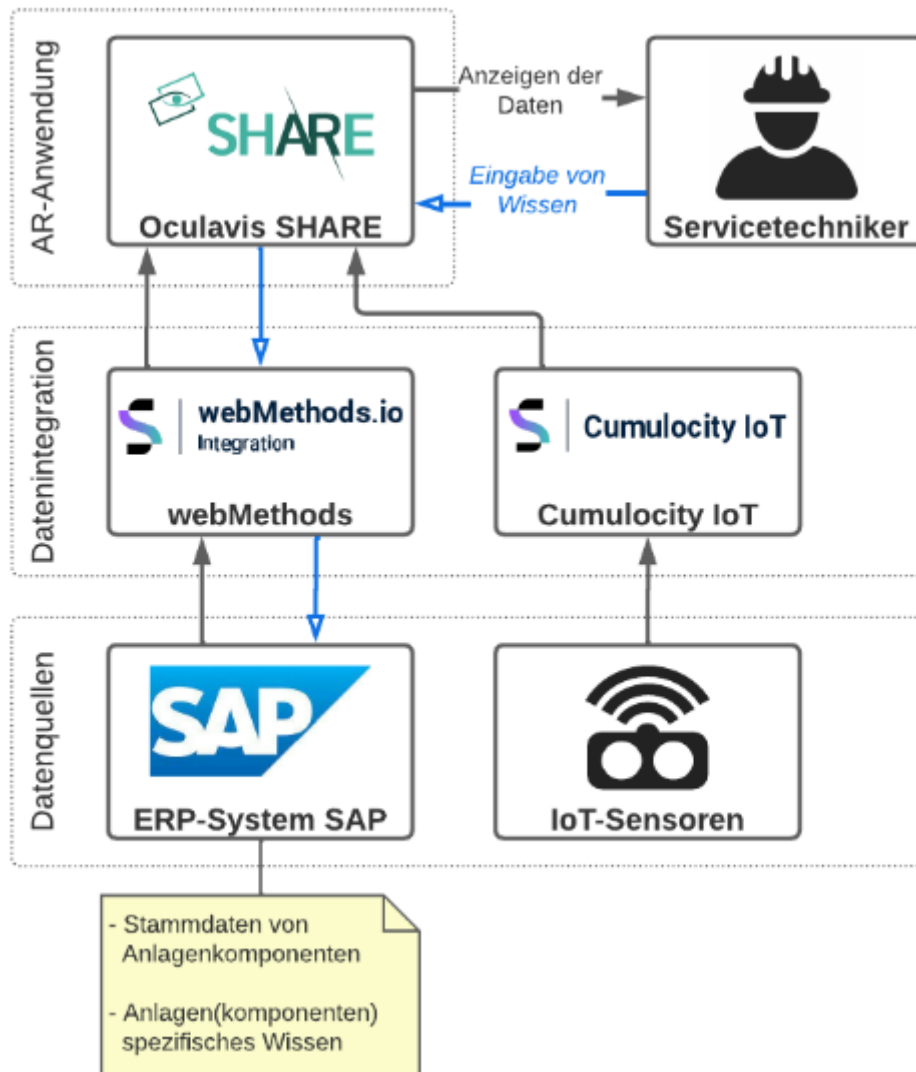 AR-Anwendung
SHARE
Oculavis SHARE
Anzeigen der
Daten
Eingabe von
Wissen
Servicetechniker
Datenintegration
webMethods.io
Integration
webMethods
Cumulocity IoT
Cumulocity IoT
Datenquellen
SAP
ERP-System SAP
IoT-Sensoren
- Stammdaten von
Anlagenkomponenten
- Anlagen(komponenten)
spezifisches Wissen